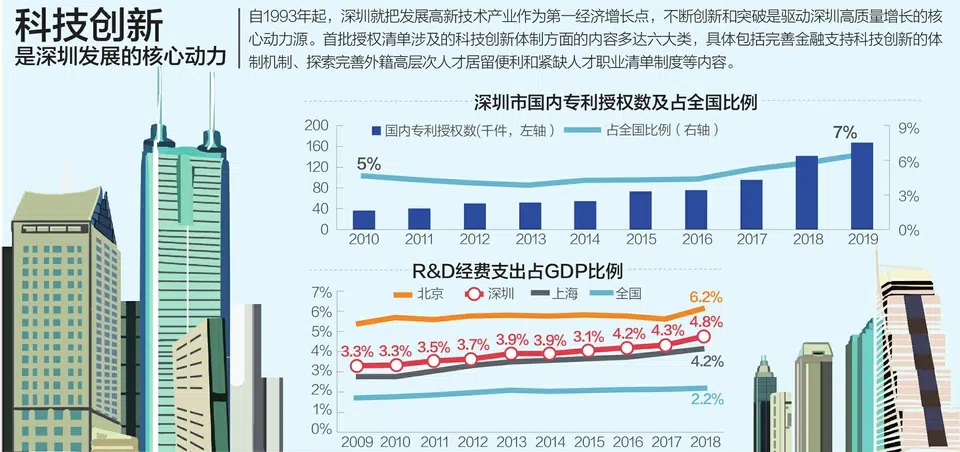 科技创新
是深圳发展的核心动力
自1993年起，深圳就把发展高新技术产业作为第一经济增长点，不断创新和突破是驱动深圳高质量增长的核
心动力源。首批授权清单涉及的科技创新体制方面的内容多达六大类，具体包括完善金融支持科技创新的体
制机制、探索完善外籍高层次人才居留便利和紧缺人才职业清单制度等内容。
深圳市国内专利授权数及占全国比例
国内专利授权数(千件，左轴） 占全国比例（右轴）
200
160
120
80
40
0
5%
7%
9%
6%
3%
0%
2010 2011 2012 2013 2014 2015 2016 2017 2018 2019
R&D经费支出占GDP比例
北京 深圳 上海 全国
7%
6%
5%
4%
3%
2%
1%
0%
6.2%
3.3% 3.3% 3.5% 3.7% 3.9% 3.9% 3.1% 4.2% 4.3% 4.8%
4.2%
2.2%
2009 2010 2011 2012 2013 2014 2015 2016 2017 2018